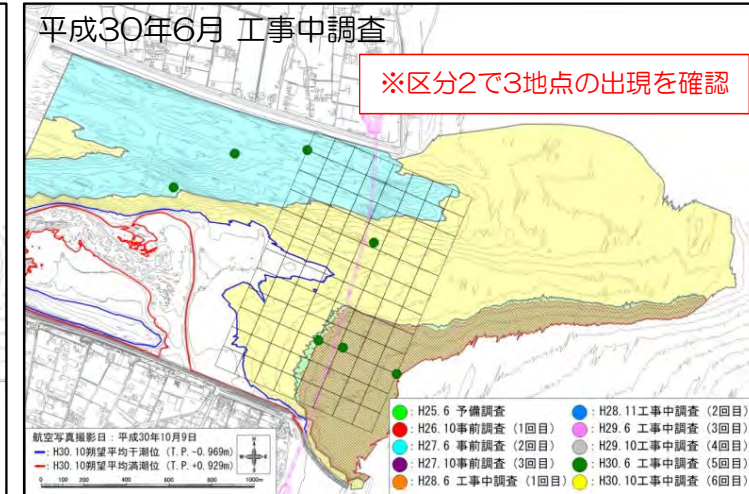 平成30年6月 工事中調査
※区分2で3地点の出現を確認
航空写真撮影日：平成30年10月9日
: H30.10朔望平均干潮位（T.P.-0.969m）
: H30.10朔望平均満潮位（T.P.+0.929m）
N
W
E
S
0 200 400 600 800 1000m
: H25.6 予備調査
: H26.10事前調査（1回目）
: H27.6 事前調査（2回目）
: H27.10事前調査（3回目）
: H28.6 工事中調査（1回目）
: H28.11工事中調査（2回目）
: H29.6 工事中調査（3回目）
: H29.10工事中調査（4回目）
: H30.6 工事中調査（5回目）
: H30.10工事中調査（6回目）